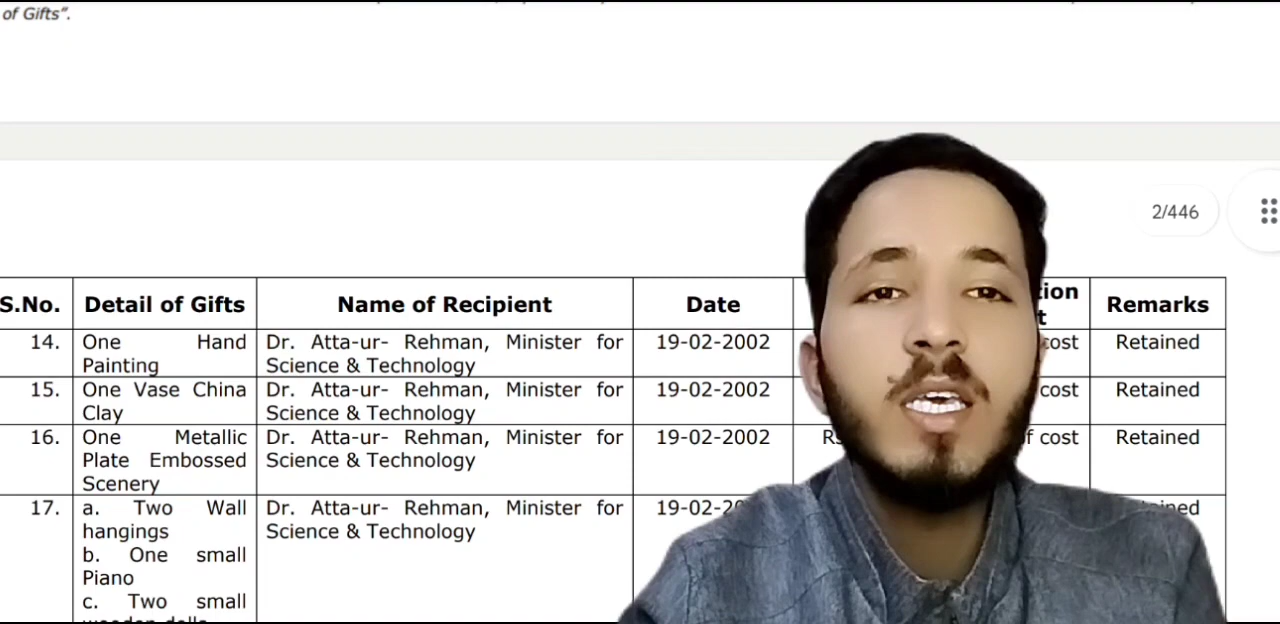 of Gifts”.
2/446
S.No. Detail of Gifts Name of Recipient Date Remarks
14. One Hand Dr. Atta-ur- Rehman, Minister for 19-02-2002 cost Retained
Painting Science & Technology
15. One Vase China Dr. Atta-ur- Rehman, Minister for 19-02-2002 cost Retained
Clay Science & Technology
16. One Metallic Dr. Atta-ur- Rehman, Minister for 19-02-2002 cost Retained
Plate Embossed Science & Technology
Scenery
17. a. Two Wall Dr. Atta-ur- Rehman, Minister for
hangings Science & Technology
b. One small
Piano
c. Two small